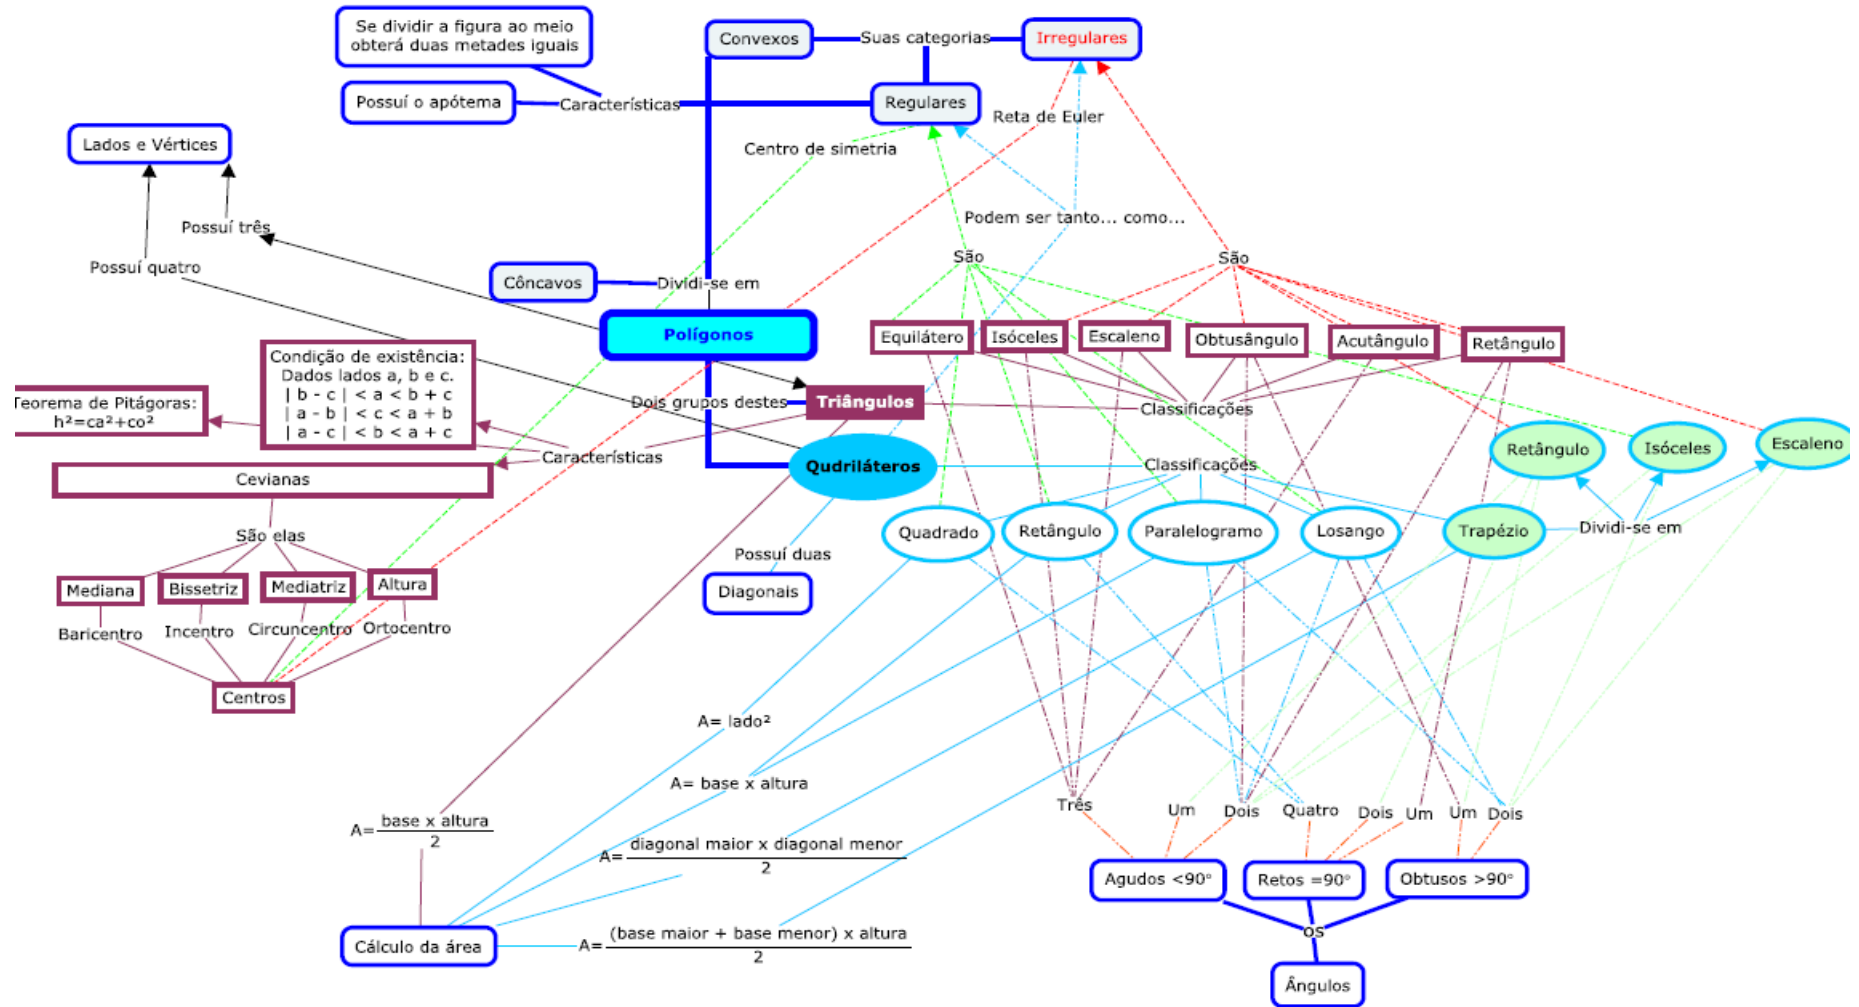 Se dividir a figura ao meio
obterá duas metades iguais
Convexos
Suas categorias
Irregulares
Possuí o apótema
Características
Regulares
Reta de Euler
Lados e Vértices
Centro de simetria
Possuí três
Podem ser tanto... como...
Possuí quatro
São
São
Côncavos
Dividi-se em
Polígonos
Equilátero
Isóceles
Escaleno
Obtusângulo
Acutângulo
Retângulo
Condição de existência:
Dados lados a, b e c.
| b - c | < a < b + c
| a - b | < c < a + b
| a - c | < b < a + c
Teorema de Pitágoras:
h²=ca²+co²
Dois grupos destes
Triângulos
Classificações
Características
Qudriláteros
Classificações
Retângulo
Isóceles
Escaleno
Cevianas
São elas
Quadrado
Retângulo
Paralelogramo
Losango
Trapézio
Dividi-se em
Possuí duas
Diagonais
Mediana
Bissetriz
Mediatriz
Altura
Baricentro
Incentro
Circuncentro
Ortocentro
Centros
A= lado²
A= base x altura
A= base x altura
2
A= diagonal maior x diagonal menor
2
A= (base maior + base menor) x altura
2
Cálculo da área
Três
Um
Dois
Quatro
Dois
Um
Um
Dois
Agudos <90°
Retos =90°
Obtusos >90°
os
Ângulos